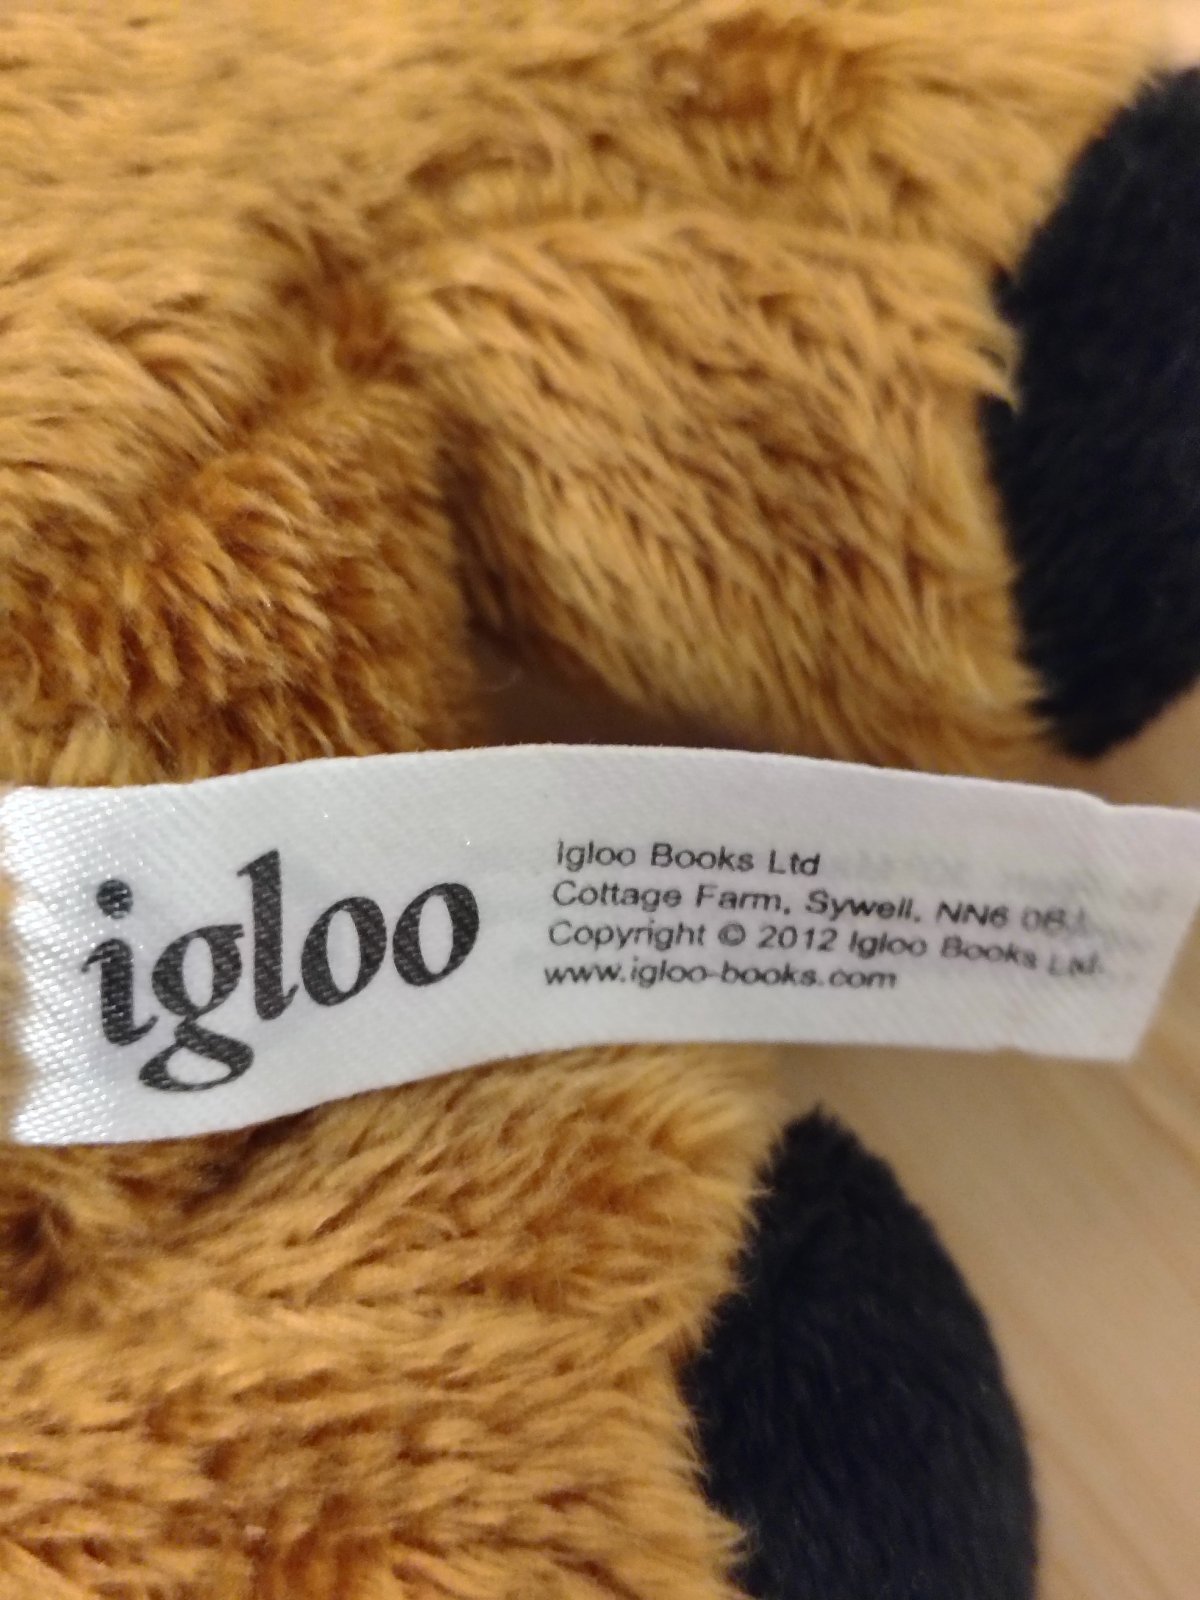 igloo
Igloo Books Ltd
Cottage Farm, Sywell, NN6
Copyright © 2012 Igloo Books Ltd.
www.igloo-books.com